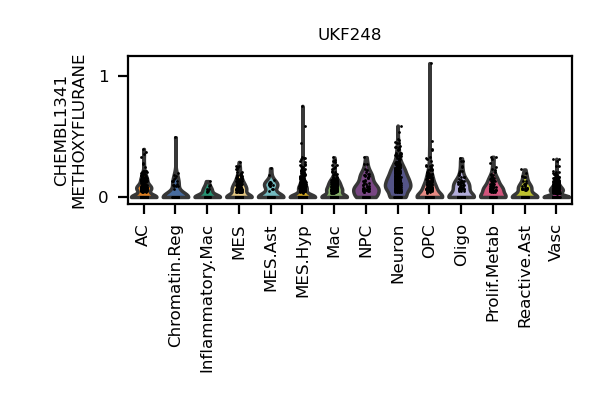 UKF248
CHEMBL1341
METHOXYFLURANE
1
0
AC
Chromatin.Reg
Inflammatory.Mac
MES
MES.Ast
MES.Hyp
Mac
NPC
Neuron
OPC
Oligo
Prolif.Metab
Reactive.Ast
Vasc